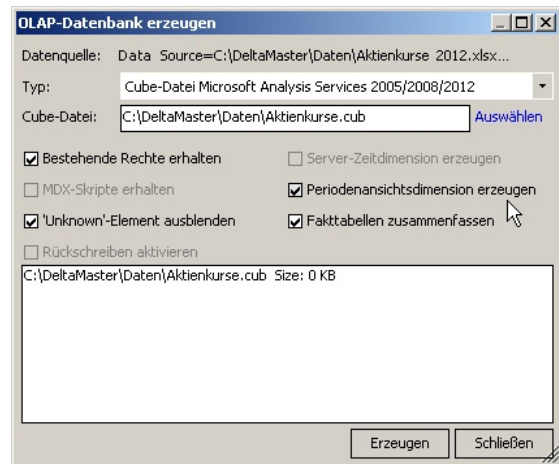 OLAP-Datenbank erzeugen
Datenquelle: Data Source=C:\DeltaMaster\Daten\Aktienkurse 2012.xlsx...
Typ: Cube-Datei Microsoft Analysis Services 2005/2008/2012
Cube-Datei: C:\DeltaMaster\Daten\Aktienkurse.cub Auswählen
Bestehende Rechte erhalten Server-Zeitdimension erzeugen
MDX-Skripte erhalten Periodenansichtsdimension erzeugen
'Unknown'-Element ausblenden Fakttabellen zusammenfassen
Rückschreiben aktivieren
C:\DeltaMaster\Daten\Aktienkurse.cub Size: 0 KB
Erzeugen Schließen